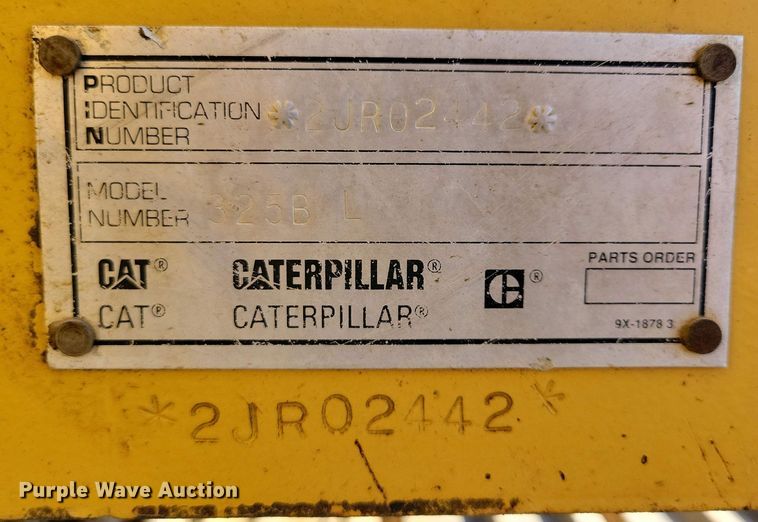 PRODUCT
IDENTIFICATION
NUMBER
*2JR02442*
MODEL
NUMBER 325B L
CAT® CATERPILLAR® C®
CAT® CATERPILLAR®
PARTS ORDER
9X-1878 3
*2JR02442*
Purple Wave Auction